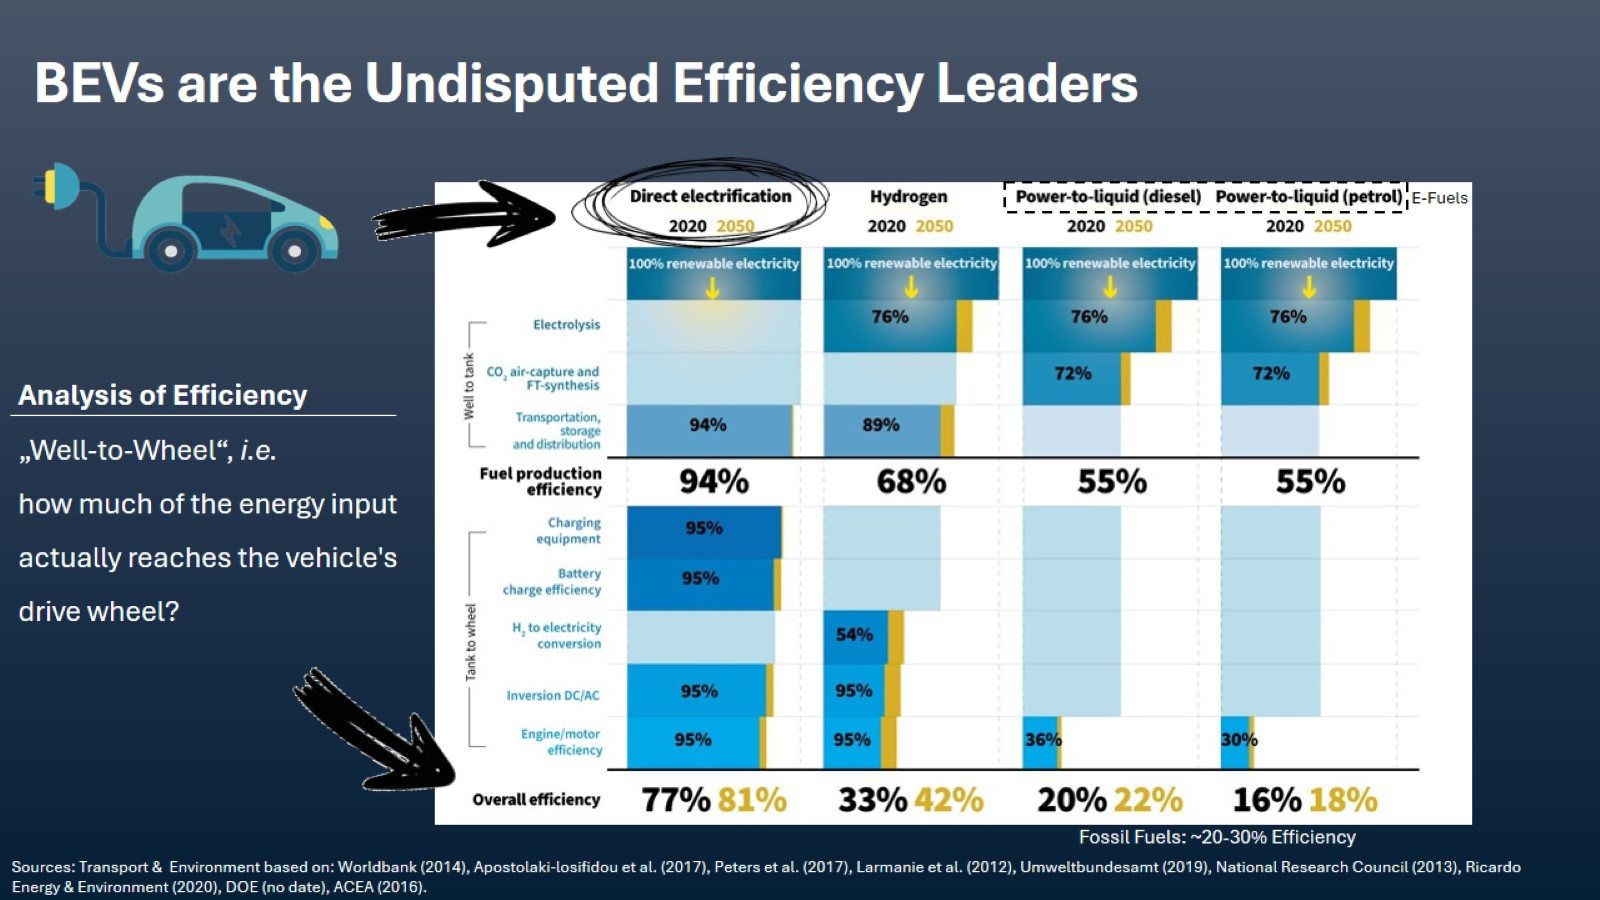 BEVs are the Undisputed Efficiency Leaders
Direct electrification
2020 2050
Hydrogen
2020 2050
Power-to-liquid (diesel)
2020 2050
Power-to-liquid (petrol)
2020 2050
E-Fuels
100% renewable electricity
100% renewable electricity
100% renewable electricity
100% renewable electricity
Well to tank
Electrolysis
76%
76%
76%
CO2 air-capture and
FT-synthesis
72%
72%
Transportation,
storage
and distribution
94%
89%
Fuel production
efficiency
94%
68%
55%
55%
Tank to wheel
Charging
equipment
95%
Battery
charge efficiency
95%
H2 to electricity
conversion
54%
Inversion DC/AC
95%
95%
Engine/motor
efficiency
95%
95%
36%
30%
Overall efficiency
77% 81%
33% 42%
20% 22%
16% 18%
Fossil Fuels: ~20-30% Efficiency
Analysis of Efficiency
„Well-to-Wheel“, i.e.
how much of the energy input
actually reaches the vehicle's
drive wheel?
Sources: Transport & Environment based on: Worldbank (2014), Apostolaki-Iosifidou et al. (2017), Peters et al. (2017), Larmanie et al. (2012), Umweltbundesamt (2019), National Research Council (2013), Ricardo
Energy & Environment (2020), DOE (no date), ACEA (2016).